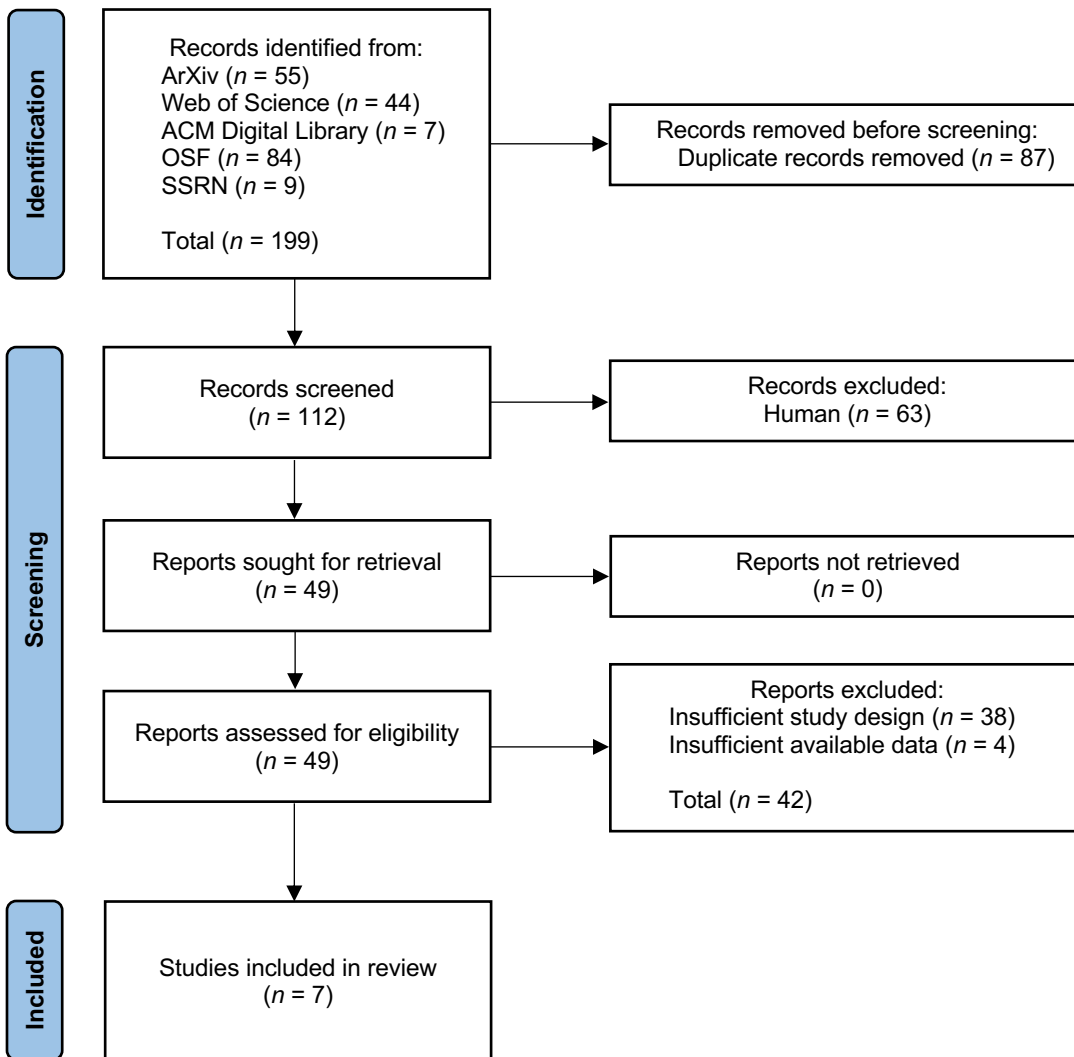 Identification
Records identified from:
ArXiv (n = 55)
Web of Science (n = 44)
ACM Digital Library (n = 7)
OSF (n = 84)
SSRN (n = 9)
Total (n = 199)
Records removed before screening:
Duplicate records removed (n = 87)
Screening
Records screened
(n = 112)
Records excluded:
Human (n = 63)
Reports sought for retrieval
(n = 49)
Reports not retrieved
(n = 0)
Reports assessed for eligibility
(n = 49)
Reports excluded:
Insufficient study design (n = 38)
Insufficient available data (n = 4)
Total (n = 42)
Included
Studies included in review
(n = 7)